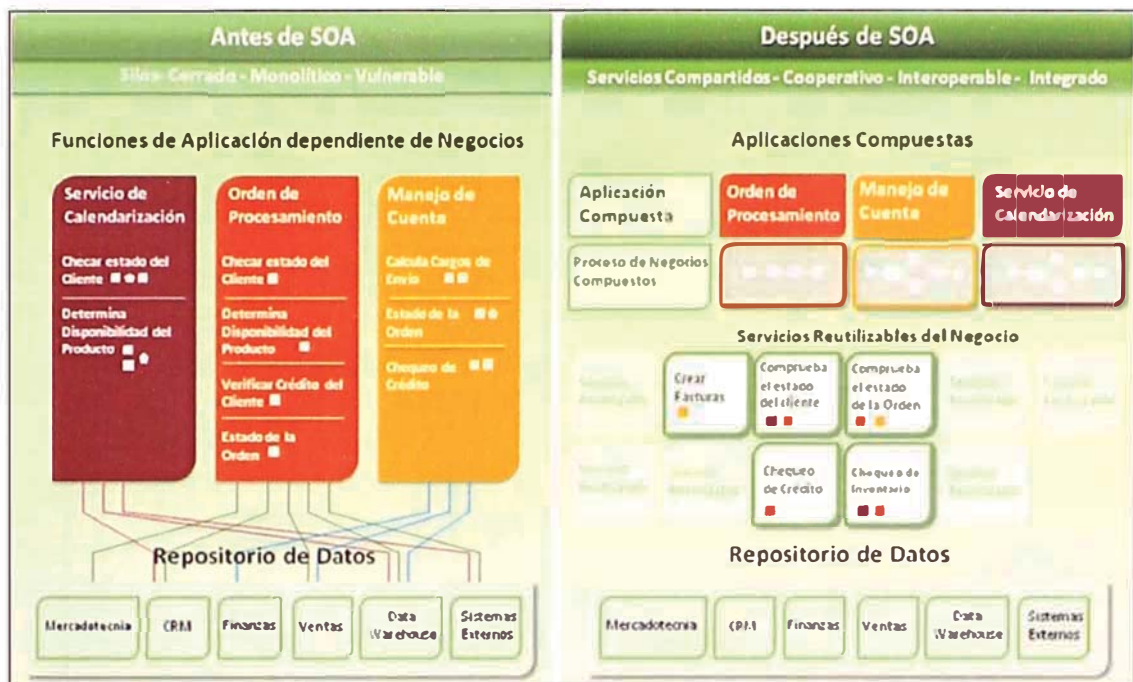 Antes de SOA
Silos- Cerrado - Monolítico - Vulnerable
Funciones de Aplicación dependiente de Negocios
Servicio de
Calendarización
Checar estado del
Cliente
Determina
Disponibilidad del
Producto
Orden de
Procesamiento
Checar estado del
Cliente
Determina
Disponibilidad del
Producto
Verificar Crédito del
Cliente
Estado de la
Orden
Manejo de
Cuenta
Calcula Cargos de
Envío
Estado de la
Orden
Chequeo de
Crédito
Repositorio de Datos
Mercadotecnia
CRM
Finanzas
Ventas
Data
Warehouse
Sistemas
Externos
Después de SOA
Servicios Compartidos- Cooperativo - Interoperable - Integrado
Aplicaciones Compuestas
Aplicación
Compuesta
Orden de
Procesamiento
Manejo de
Cuenta
Servicio de
Calendarización
Proceso de Negocios
Compuestos
Servicios Reutilizables del Negocio
Crear
Facturas
Comprueba
el estado
del cliente
Comprueba
el estado
de la Orden
Chequeo
de Crédito
Chequeo de
Inventario
Repositorio de Datos
Mercadotecnia
CRM
Finanzas
Ventas
Data
Warehouse
Sistemas
Externos